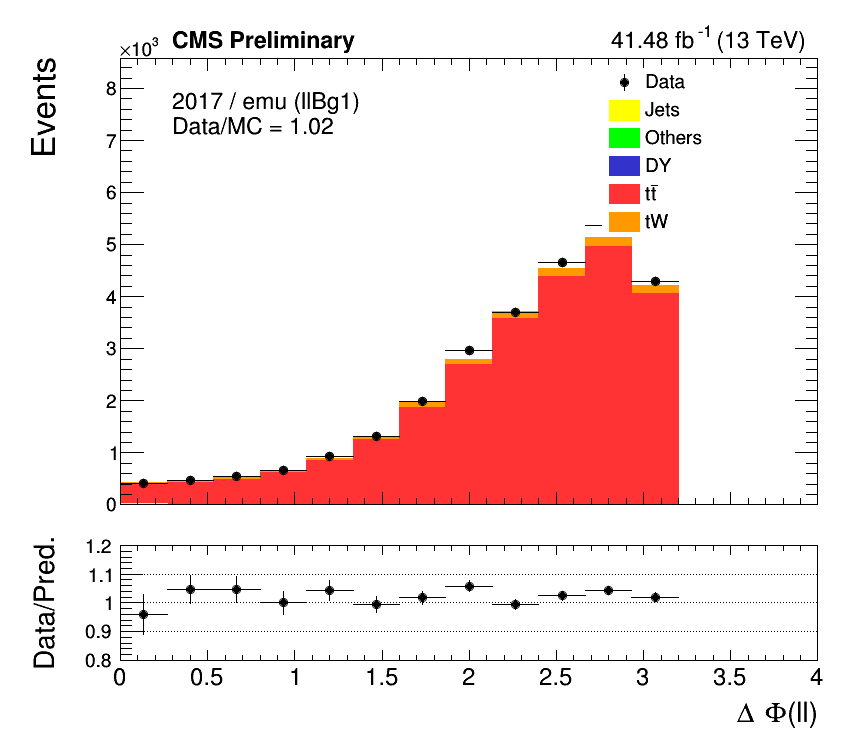 ×10³ CMS Preliminary 41.48 fb⁻¹ (13 TeV)
Events
2017 / emu (llBg1)
Data/MC = 1.02
Data
Jets
Others
DY
tt̄
tW
8
7
6
5
4
3
2
1
0
Data/Pred.
1.2
1.1
1
0.9
0.8
0 0.5 1 1.5 2 2.5 3 3.5 4
Δ Φ(ll)